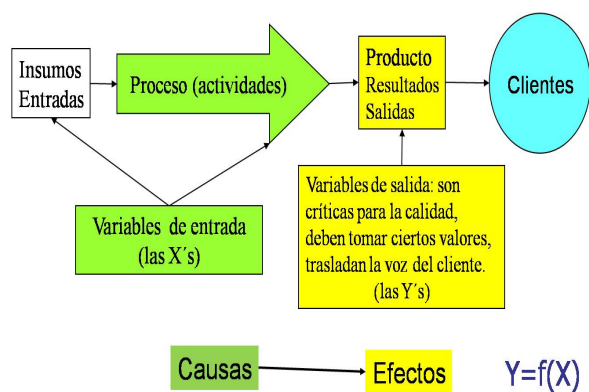 Insumos
Entradas
Proceso (actividades)
Producto
Resultados
Salidas
Clientes
Variables de entrada
(las X´s)
Variables de salida: son
críticas para la calidad,
deben tomar ciertos valores,
trasladan la voz del cliente.
(las Y´s)
Causas
Efectos
Y=f(X)